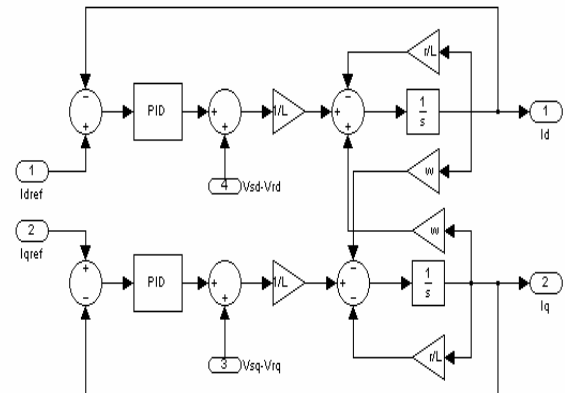 r/L
PID
1/L
1
s
1
Id
4
Vsd-Vrd
1
Idref
w
2
Iqref
w
PID
1/L
1
s
2
Iq
3
Vsq-Vrq
r/L